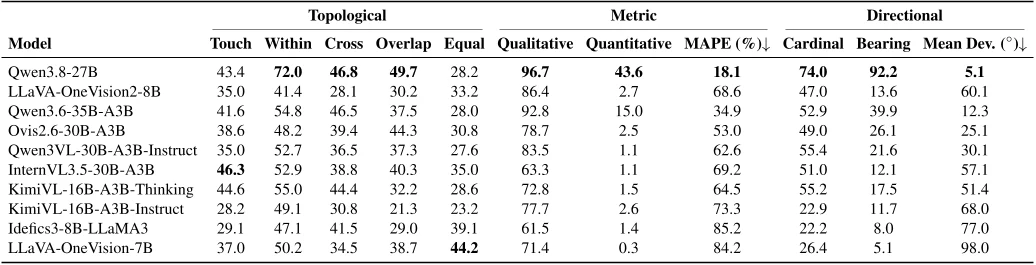 Topological Metric Directional
Model Touch Within Cross Overlap Equal Qualitative Quantitative MAPE (%)↓ Cardinal Bearing Mean Dev. (°)↓
Qwen3.8-27B 43.4 72.0 46.8 49.7 28.2 96.7 43.6 18.1 74.0 92.2 5.1
LLaVA-OneVision2-8B 35.0 41.4 28.1 30.2 33.2 86.4 2.7 68.6 47.0 13.6 60.1
Qwen3.6-35B-A3B 41.6 54.8 46.5 37.5 28.0 92.8 15.0 34.9 52.9 39.9 12.3
Ovis2.6-30B-A3B 38.6 48.2 39.4 44.3 30.8 78.7 2.5 53.0 49.0 26.1 25.1
Qwen3VL-30B-A3B-Instruct 35.0 52.7 36.5 37.3 27.6 83.5 1.1 62.6 55.4 21.6 30.1
InternVL3.5-30B-A3B 46.3 52.9 38.8 40.3 35.0 63.3 1.1 69.2 51.0 12.1 57.1
KimiVL-16B-A3B-Thinking 44.6 55.0 44.4 32.2 28.6 72.8 1.5 64.5 55.2 17.5 51.4
KimiVL-16B-A3B-Instruct 28.2 49.1 30.8 21.3 23.2 77.7 2.6 73.3 22.9 11.7 68.0
Idefics3-8B-LLaMA3 29.1 47.1 41.5 29.0 39.1 61.5 1.4 85.2 22.2 8.0 77.0
LLaVA-OneVision-7B 37.0 50.2 34.5 38.7 44.2 71.4 0.3 84.2 26.4 5.1 98.0